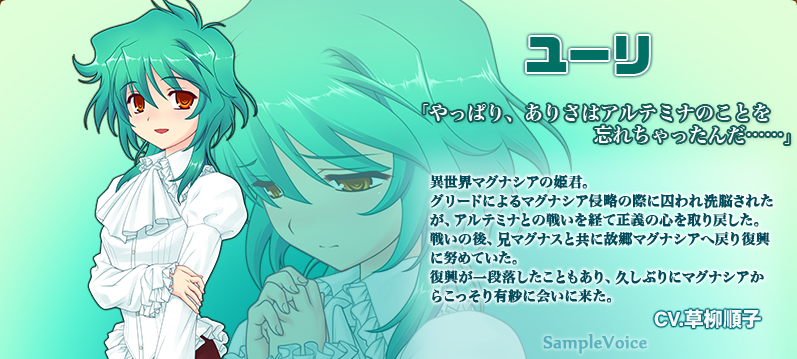 ユーリ
「やっぱり、ありさはアルテミナのことを
忘れちゃったんだ……」
異世界マグナシアの姫君。
グリードによるマグナシア侵略の際に囚われ洗脳された
が、アルテミナとの戦いを経て正義の心を取り戻した。
戦いの後、兄マグナスと共に故郷マグナシアへ戻り復興
に努めていた。
復興が一段落したこともあり、久しぶりにマグナシアか
らこっそり有紗に会いに来た。
CV.草柳順子
SampleVoice